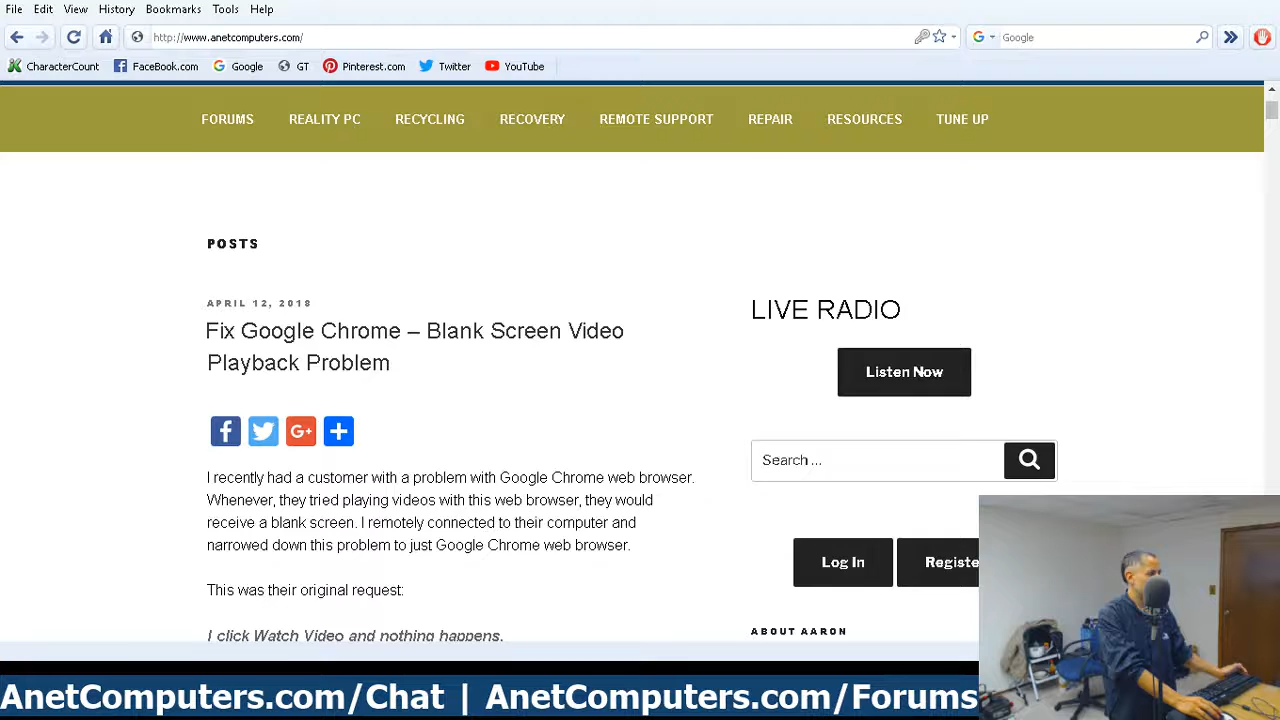 File Edit View History Bookmarks Tools Help
http://www.anetcomputers.com/
Google
CharacterCount FaceBook.com Google GT Pinterest.com Twitter YouTube
FORUMS REALITY PC RECYCLING RECOVERY REMOTE SUPPORT REPAIR RESOURCES TUNE UP
POSTS
APRIL 12, 2018
Fix Google Chrome – Blank Screen Video
Playback Problem
I recently had a customer with a problem with Google Chrome web browser.
Whenever, they tried playing videos with this web browser, they would
receive a blank screen. I remotely connected to their computer and
narrowed down this problem to just Google Chrome web browser.
This was their original request:
I click Watch Video and nothing happens.
LIVE RADIO
Listen Now
Search ...
Log In Registe
ABOUT AARON
AnetComputers.com/Chat | AnetComputers.com/Forums